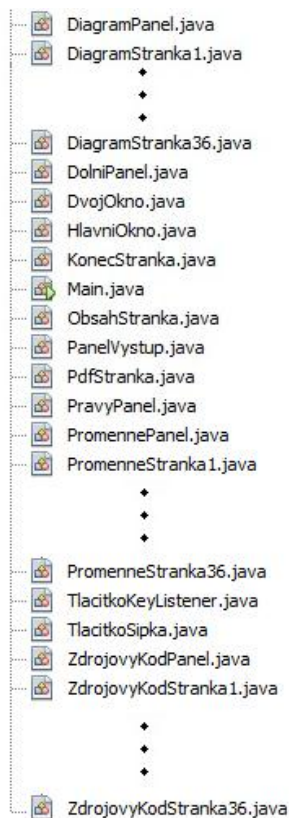 DiagramPanel.java
DiagramStranka1.java
DiagramStranka36.java
DolniPanel.java
DvojOkno.java
HlavniOkno.java
KonecStranka.java
Main.java
ObsahStranka.java
PanelVystup.java
PdfStranka.java
PravyPanel.java
PromennePanel.java
PromenneStranka1.java
PromenneStranka36.java
TlacitkoKeyListener.java
TlacitkoSipka.java
ZdrojovyKodPanel.java
ZdrojovyKodStranka1.java
ZdrojovyKodStranka36.java